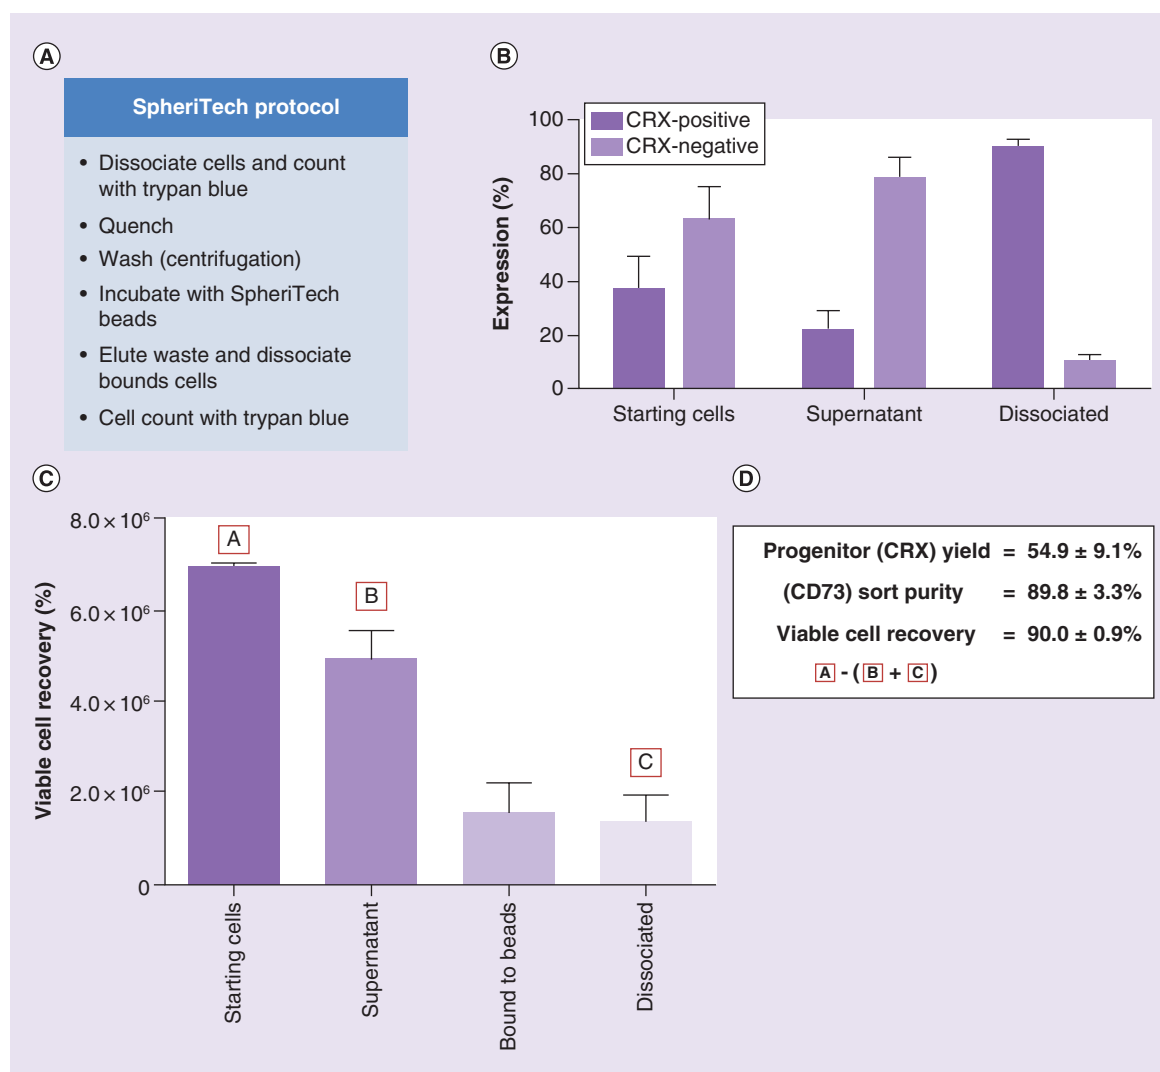 A
SpheriTech protocol
• Dissociate cells and count
with trypan blue
• Quench
• Wash (centrifugation)
• Incubate with SpheriTech
beads
• Elute waste and dissociate
bounds cells
• Cell count with trypan blue
B
CRX-positive
CRX-negative
Expression (%)
100
80
60
40
20
0
Starting cells
Supernatant
Dissociated
C
Viable cell recovery (%)
8.0 × 10⁶
6.0 × 10⁶
4.0 × 10⁶
2.0 × 10⁶
0
A
B
C
Starting cells
Supernatant
Bound to beads
Dissociated
D
Progenitor (CRX) yield = 54.9 ± 9.1%
(CD73) sort purity = 89.8 ± 3.3%
Viable cell recovery = 90.0 ± 0.9%
A - ( B + C )